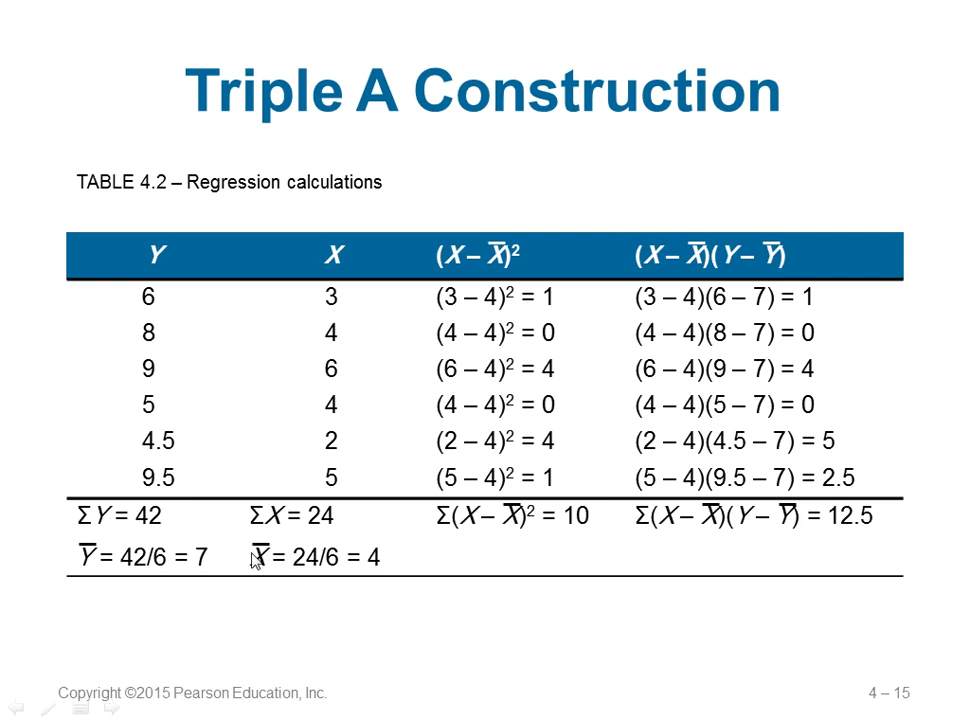 Triple A Construction
TABLE 4.2 – Regression calculations
Y X (X – X̅)² (X – X̅)(Y – Y̅)
6 3 (3 – 4)² = 1 (3 – 4)(6 – 7) = 1
8 4 (4 – 4)² = 0 (4 – 4)(8 – 7) = 0
9 6 (6 – 4)² = 4 (6 – 4)(9 – 7) = 4
5 4 (4 – 4)² = 0 (4 – 4)(5 – 7) = 0
4.5 2 (2 – 4)² = 4 (2 – 4)(4.5 – 7) = 5
9.5 5 (5 – 4)² = 1 (5 – 4)(9.5 – 7) = 2.5
ΣY = 42 ΣX = 24 Σ(X – X̅)² = 10 Σ(X – X̅)(Y – Y̅) = 12.5
Y̅ = 42/6 = 7 X̅ = 24/6 = 4
Copyright ©2015 Pearson Education, Inc. 4 – 15